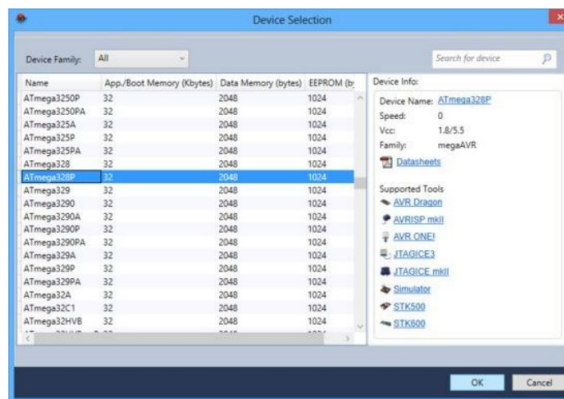 Device Selection
Device Family: All Search for device
Name App./Boot Memory (Kbytes) Data Memory (bytes) EEPROM (by
ATmega3250P 32 2048 1024
ATmega3250PA 32 2048 1024
ATmega325A 32 2048 1024
ATmega325P 32 2048 1024
ATmega325PA 32 2048 1024
ATmega328 32 2048 1024
ATmega328P 32 2048 1024
ATmega329 32 2048 1024
ATmega3290 32 2048 1024
ATmega3290A 32 2048 1024
ATmega3290P 32 2048 1024
ATmega3290PA 32 2048 1024
ATmega329A 32 2048 1024
ATmega329P 32 2048 1024
ATmega329PA 32 2048 1024
ATmega32A 32 2048 1024
ATmega32C1 32 2048 1024
ATmega32HVB 32 2048 1024
Device Info:
Device Name: ATmega328P
Speed: 0
Vcc: 1.8/5.5
Family: megaAVR
Datasheets
Supported Tools
AVR Dragon
AVRISP mkII
AVR ONE!
JTAGICE3
JTAGICE mkII
Simulator
STK500
STK600
OK Cancel